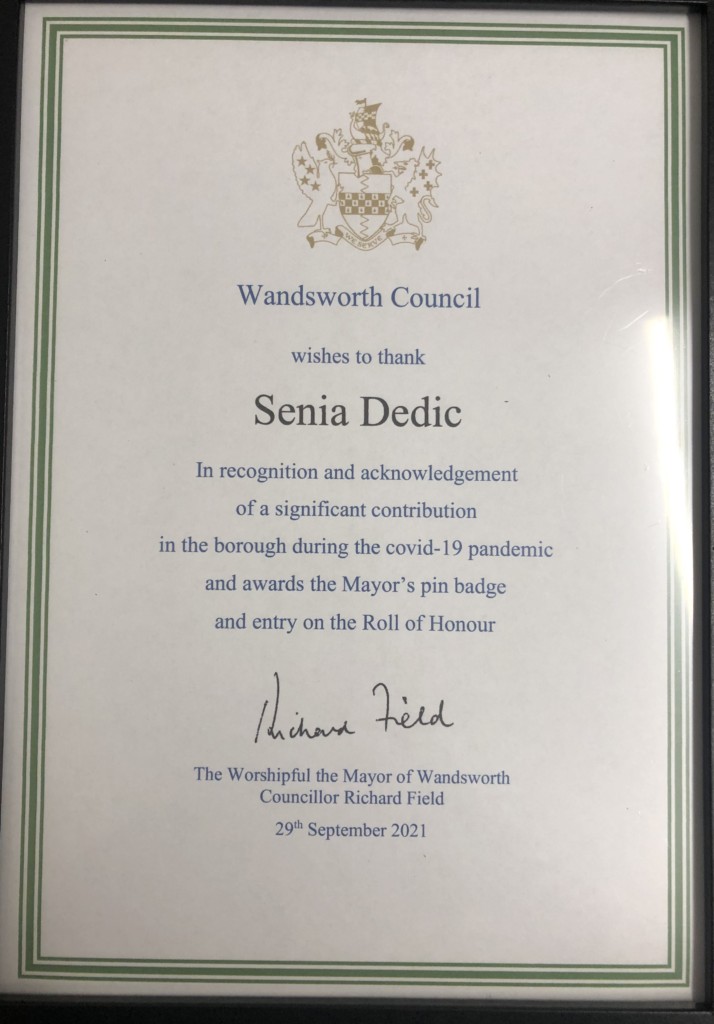 WE SERVE
Wandsworth Council
wishes to thank
Senia Dedic
In recognition and acknowledgement
of a significant contribution
in the borough during the covid-19 pandemic
and awards the Mayor's pin badge
and entry on the Roll of Honour
Richard Field
The Worshipful the Mayor of Wandsworth
Councillor Richard Field
29th September 2021